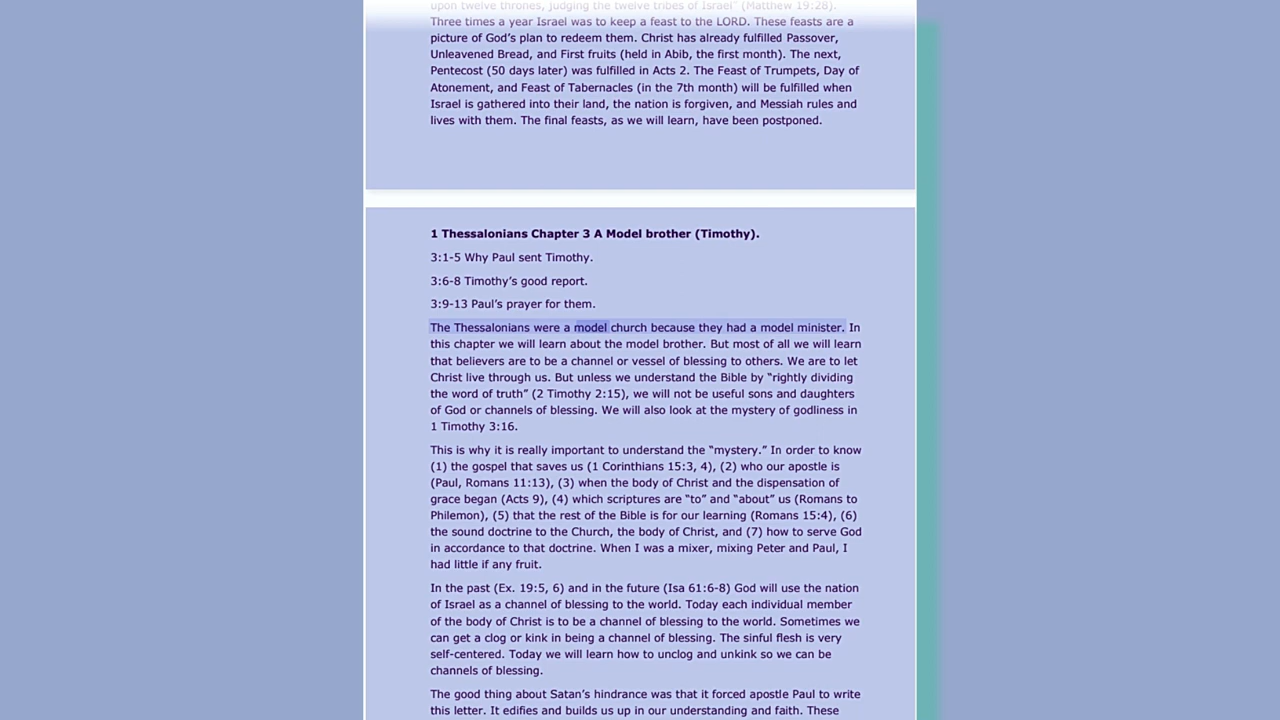 upon twelve thrones, judging the twelve tribes of Israel” (Matthew 19:28).
Three times a year Israel was to keep a feast to the LORD. These feasts are a
picture of God’s plan to redeem them. Christ has already fulfilled Passover,
Unleavened Bread, and First fruits (held in Abib, the first month). The next,
Pentecost (50 days later) was fulfilled in Acts 2. The Feast of Trumpets, Day of
Atonement, and Feast of Tabernacles (in the 7th month) will be fulfilled when
Israel is gathered into their land, the nation is forgiven, and Messiah rules and
lives with them. The final feasts, as we will learn, have been postponed.
1 Thessalonians Chapter 3 A Model brother (Timothy).
3:1-5 Why Paul sent Timothy.
3:6-8 Timothy’s good report.
3:9-13 Paul’s prayer for them.
The Thessalonians were a model church because they had a model minister. In
this chapter we will learn about the model brother. But most of all we will learn
that believers are to be a channel or vessel of blessing to others. We are to let
Christ live through us. But unless we understand the Bible by “rightly dividing
the word of truth” (2 Timothy 2:15), we will not be useful sons and daughters
of God or channels of blessing. We will also look at the mystery of godliness in
1 Timothy 3:16.
This is why it is really important to understand the “mystery.” In order to know
(1) the gospel that saves us (1 Corinthians 15:3, 4), (2) who our apostle is
(Paul, Romans 11:13), (3) when the body of Christ and the dispensation of
grace began (Acts 9), (4) which scriptures are “to” and “about” us (Romans to
Philemon), (5) that the rest of the Bible is for our learning (Romans 15:4), (6)
the sound doctrine to the Church, the body of Christ, and (7) how to serve God
in accordance to that doctrine. When I was a mixer, mixing Peter and Paul, I
had little if any fruit.
In the past (Ex. 19:5, 6) and in the future (Isa 61:6-8) God will use the nation
of Israel as a channel of blessing to the world. Today each individual member
of the body of Christ is to be a channel of blessing to the world. Sometimes we
can get a clog or kink in being a channel of blessing. The sinful flesh is very
self-centered. Today we will learn how to unclog and unkink so we can be
channels of blessing.
The good thing about Satan’s hindrance was that it forced apostle Paul to write
this letter. It edifies and builds us up in our understanding and faith. These